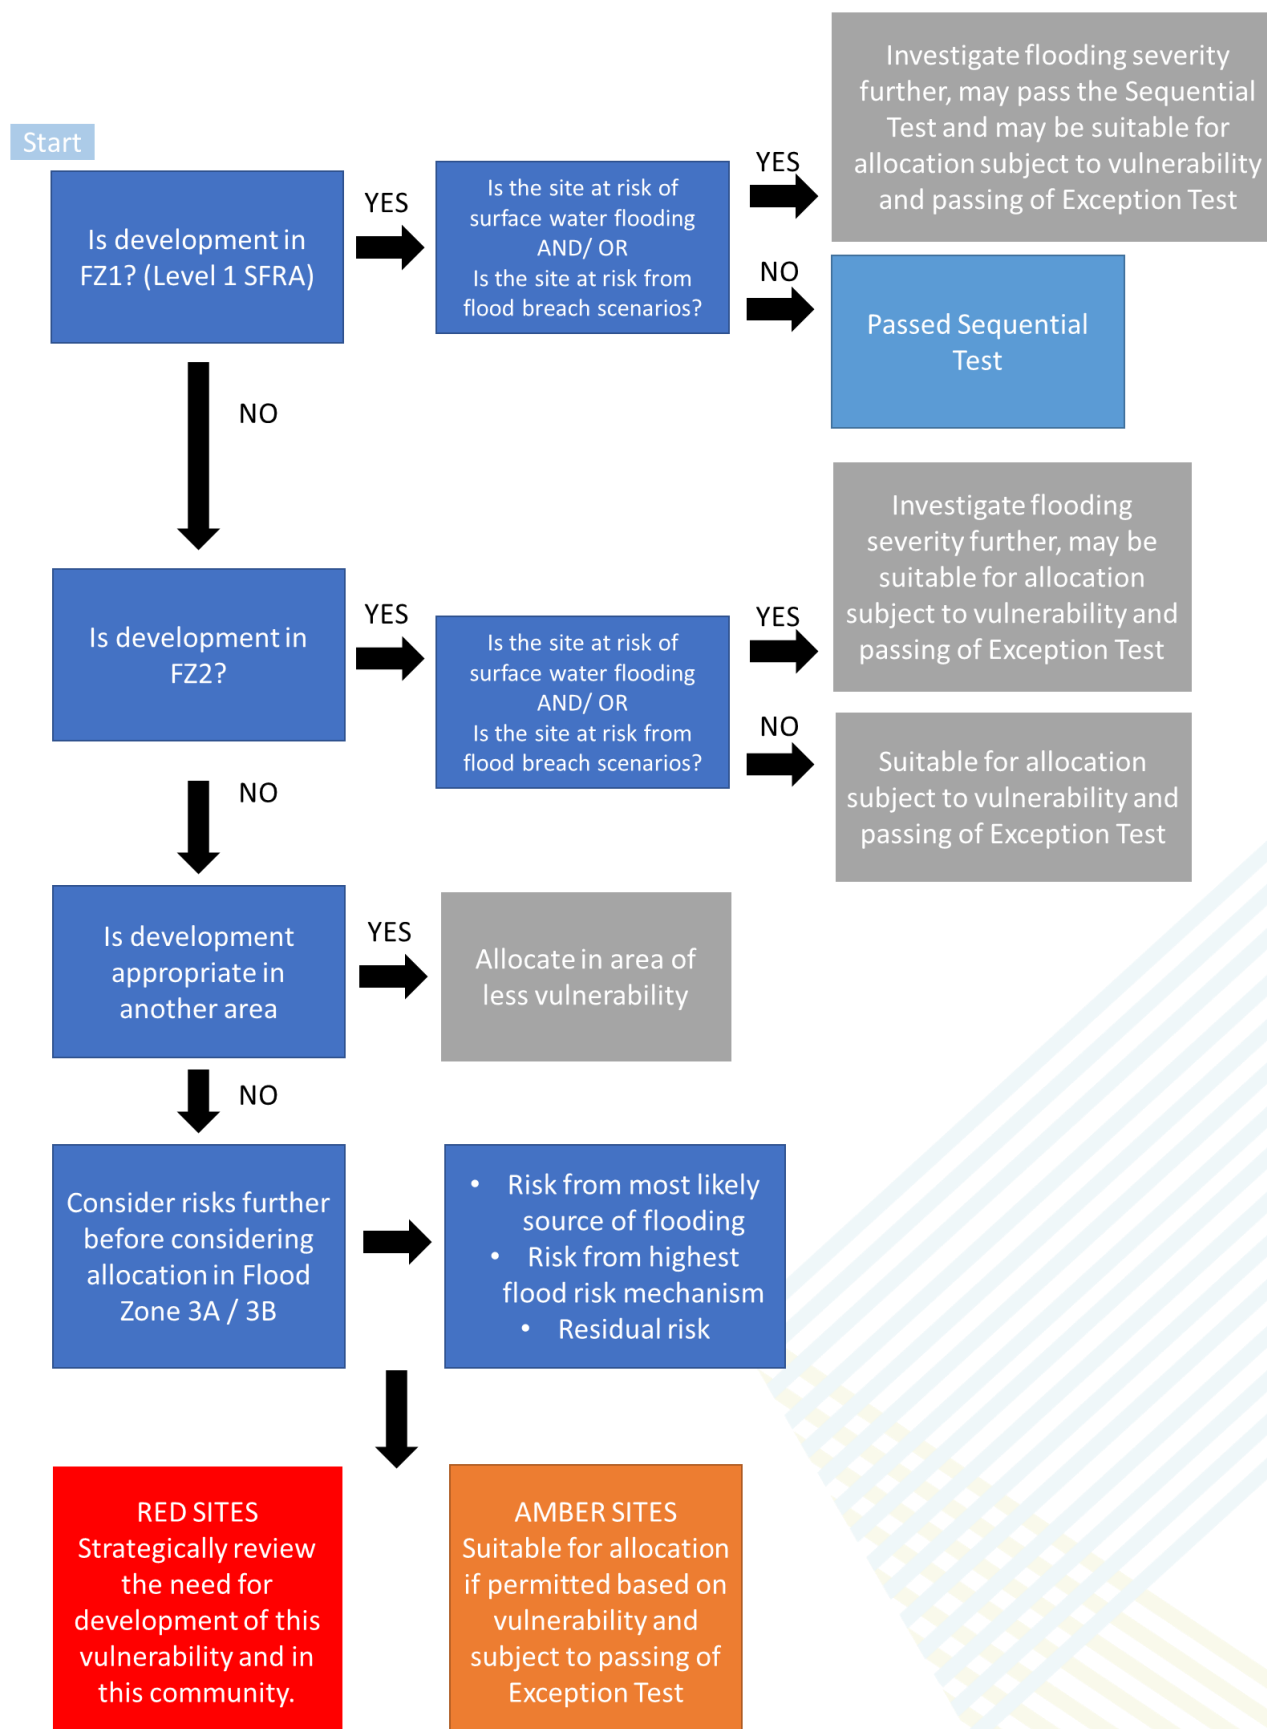 Start
Is development in
FZ1? (Level 1 SFRA)
YES
Is the site at risk of
surface water flooding
AND/ OR
Is the site at risk from
flood breach scenarios?
YES
Investigate flooding severity
further, may pass the Sequential
Test and may be suitable for
allocation subject to vulnerability
and passing of Exception Test
NO
Passed Sequential
Test
NO
Is development in
FZ2?
YES
Is the site at risk of
surface water flooding
AND/ OR
Is the site at risk from
flood breach scenarios?
YES
Investigate flooding
severity further, may be
suitable for allocation
subject to vulnerability and
passing of Exception Test
NO
Suitable for allocation
subject to vulnerability and
passing of Exception Test
NO
Is development
appropriate in
another area
YES
Allocate in area of
less vulnerability
NO
Consider risks further
before considering
allocation in Flood
Zone 3A / 3B
• Risk from most likely
source of flooding
• Risk from highest
flood risk mechanism
• Residual risk
RED SITES
Strategically review
the need for
development of this
vulnerability and in
this community.
AMBER SITES
Suitable for allocation
if permitted based on
vulnerability and
subject to passing of
Exception Test